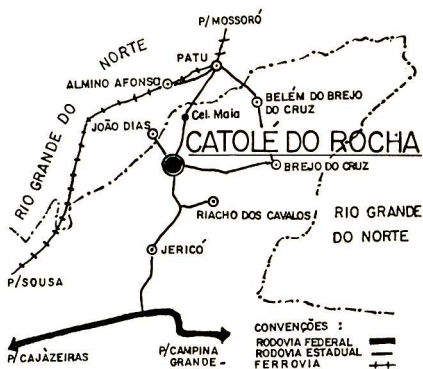 P/MOSSORÓ
RIO GRANDE DO NORTE
PATU
ALMINO AFONSO
BELÉM DO BREJO
DO CRUZ
Cel. Maia
JOÃO DIAS
CATOLÉ DO ROCHA
BREJO DO CRUZ
RIACHO DOS CAVALOS
RIO GRANDE
DO NORTE
JERICÓ
P/SOUSA
P/CAJAZEIRAS
P/CAMPINA
GRANDE
CONVENÇÕES :
RODOVIA FEDERAL
RODOVIA ESTADUAL
FERROVIA